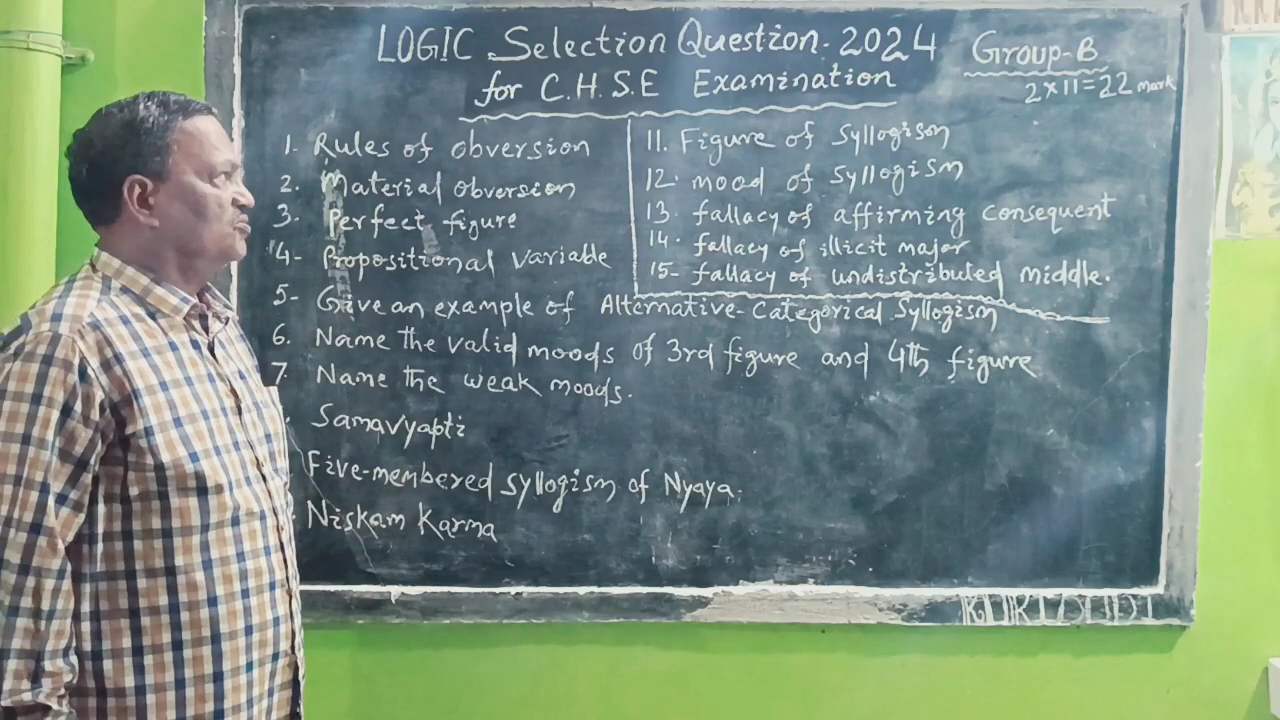 LOGIC Selection Question. 2024
for C.H.S.E Examination
Group-B
2×11=22 mark
1. Rules of obversion
2. Material obversion
3. Perfect figure
4- Propositional Variable
5- Give an example of Alternative-Categorical Syllogism
6. Name the valid moods of 3rd figure and 4th figure
7 Name the weak moods.
Samavyapti
Five-membered syllogism of Nyaya.
Niskam Karma
11. Figure of Syllogism
12. mood of Syllogism
13. fallacy of affirming consequent
14. fallacy of illicit major
15- fallacy of undistributed middle.